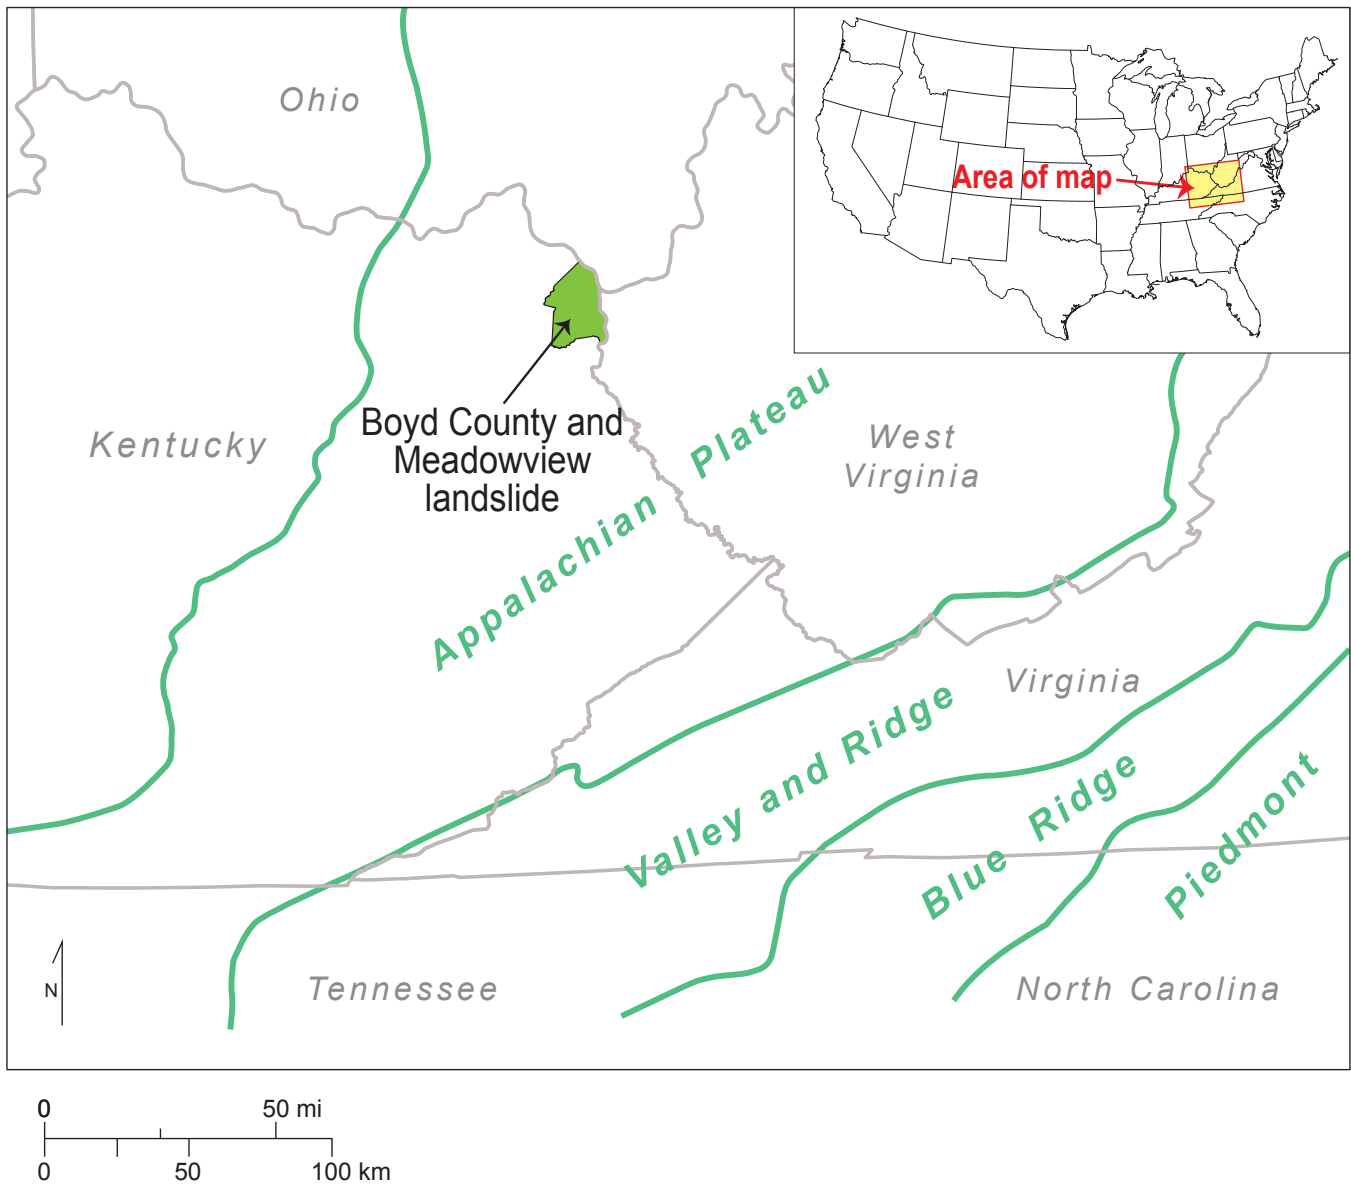 Ohio
Area of map
Kentucky
Boyd County and
Meadowview
landslide
Appalachian Plateau
West
Virginia
Virginia
Valley and Ridge
Blue Ridge
Piedmont
Tennessee
North Carolina
N
0
50 mi
0
50
100 km